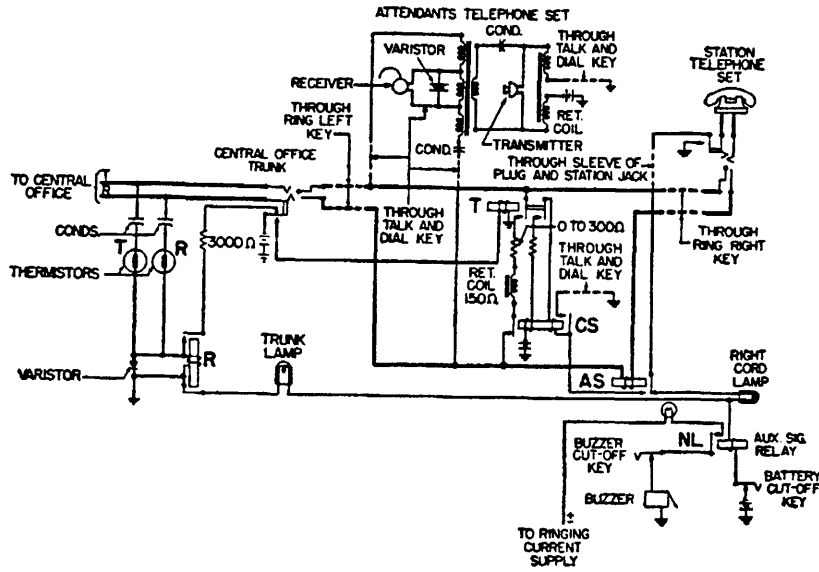 ATTENDANTS TELEPHONE SET
COND.
VARISTOR
THROUGH
TALK AND
DIAL KEY
STATION
TELEPHONE
SET
RECEIVER
THROUGH
RING LEFT
KEY
RET.
COIL
TRANSMITTER
COND.
CENTRAL OFFICE
TRUNK
THROUGH SLEEVE OF
PLUG AND STATION JACK
TO CENTRAL
OFFICE
THROUGH
TALK AND
DIAL KEY
T
0 TO 300Ω
CONDS
T
R
3000 Ω
THROUGH
TALK AND
DIAL KEY
THROUGH
RING RIGHT
KEY
THERMISTORS
RET.
COIL
150Ω
CS
R
TRUNK
LAMP
RIGHT
CORD
LAMP
VARISTOR
AS
NL
AUX. SIG.
RELAY
BUZZER
CUT-OFF
KEY
BATTERY
CUT-OFF
KEY
BUZZER
±
TO RINGING
CURRENT
SUPPLY